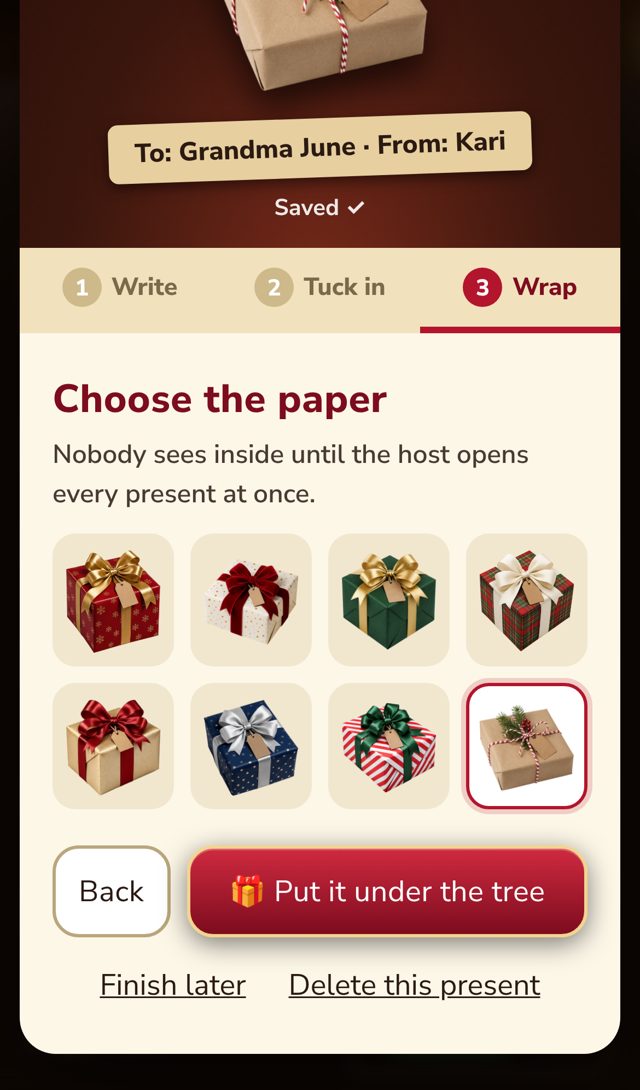 To: Grandma June · From: Kari
Saved ✓
1 Write
2 Tuck in
3 Wrap
Choose the paper
Nobody sees inside until the host opens
every present at once.
Back
🎁 Put it under the tree
Finish later
Delete this present